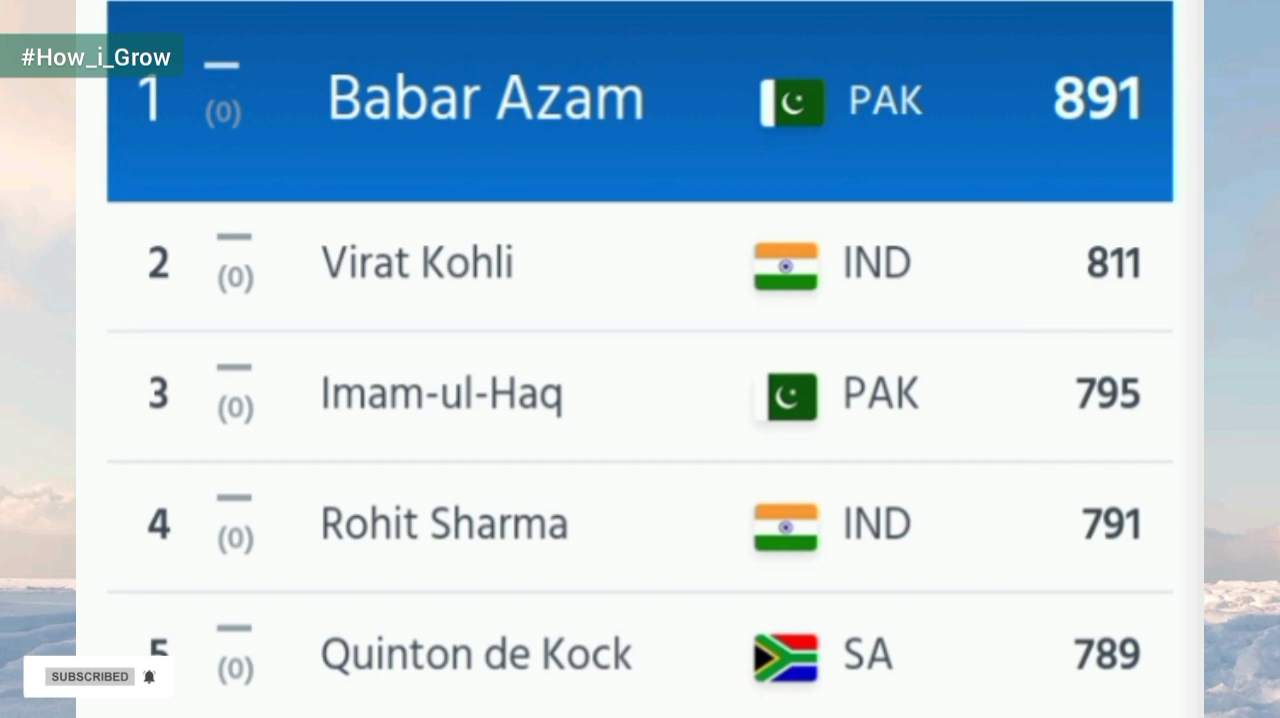 #How_i_Grow
1 (0) Babar Azam PAK 891
2 (0) Virat Kohli IND 811
3 (0) Imam-ul-Haq PAK 795
4 (0) Rohit Sharma IND 791
5 (0) Quinton de Kock SA 789
SUBSCRIBED